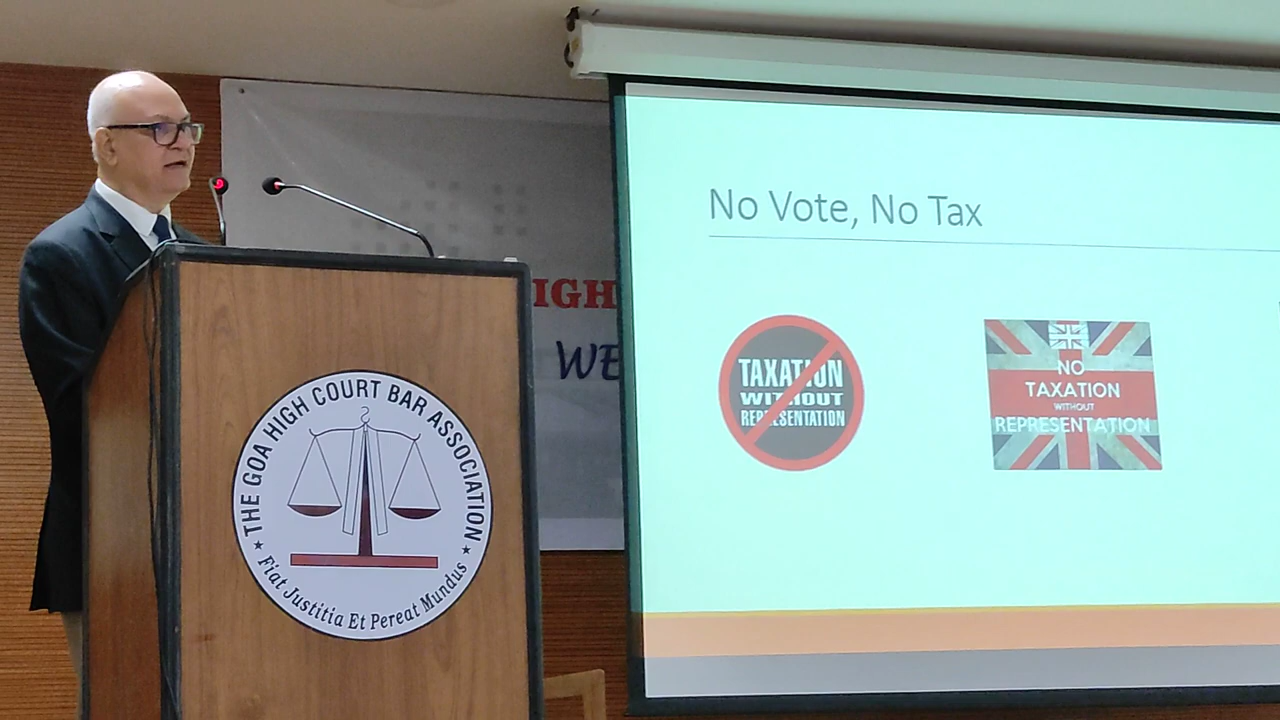 IGH
WE
THE GOA HIGH COURT BAR ASSOCIATION
Fiat Justitia Et Pereat Mundus
No Vote, No Tax
TAXATION
WITHOUT
REPRESENTATION
NO
TAXATION
WITHOUT
REPRESENTATION